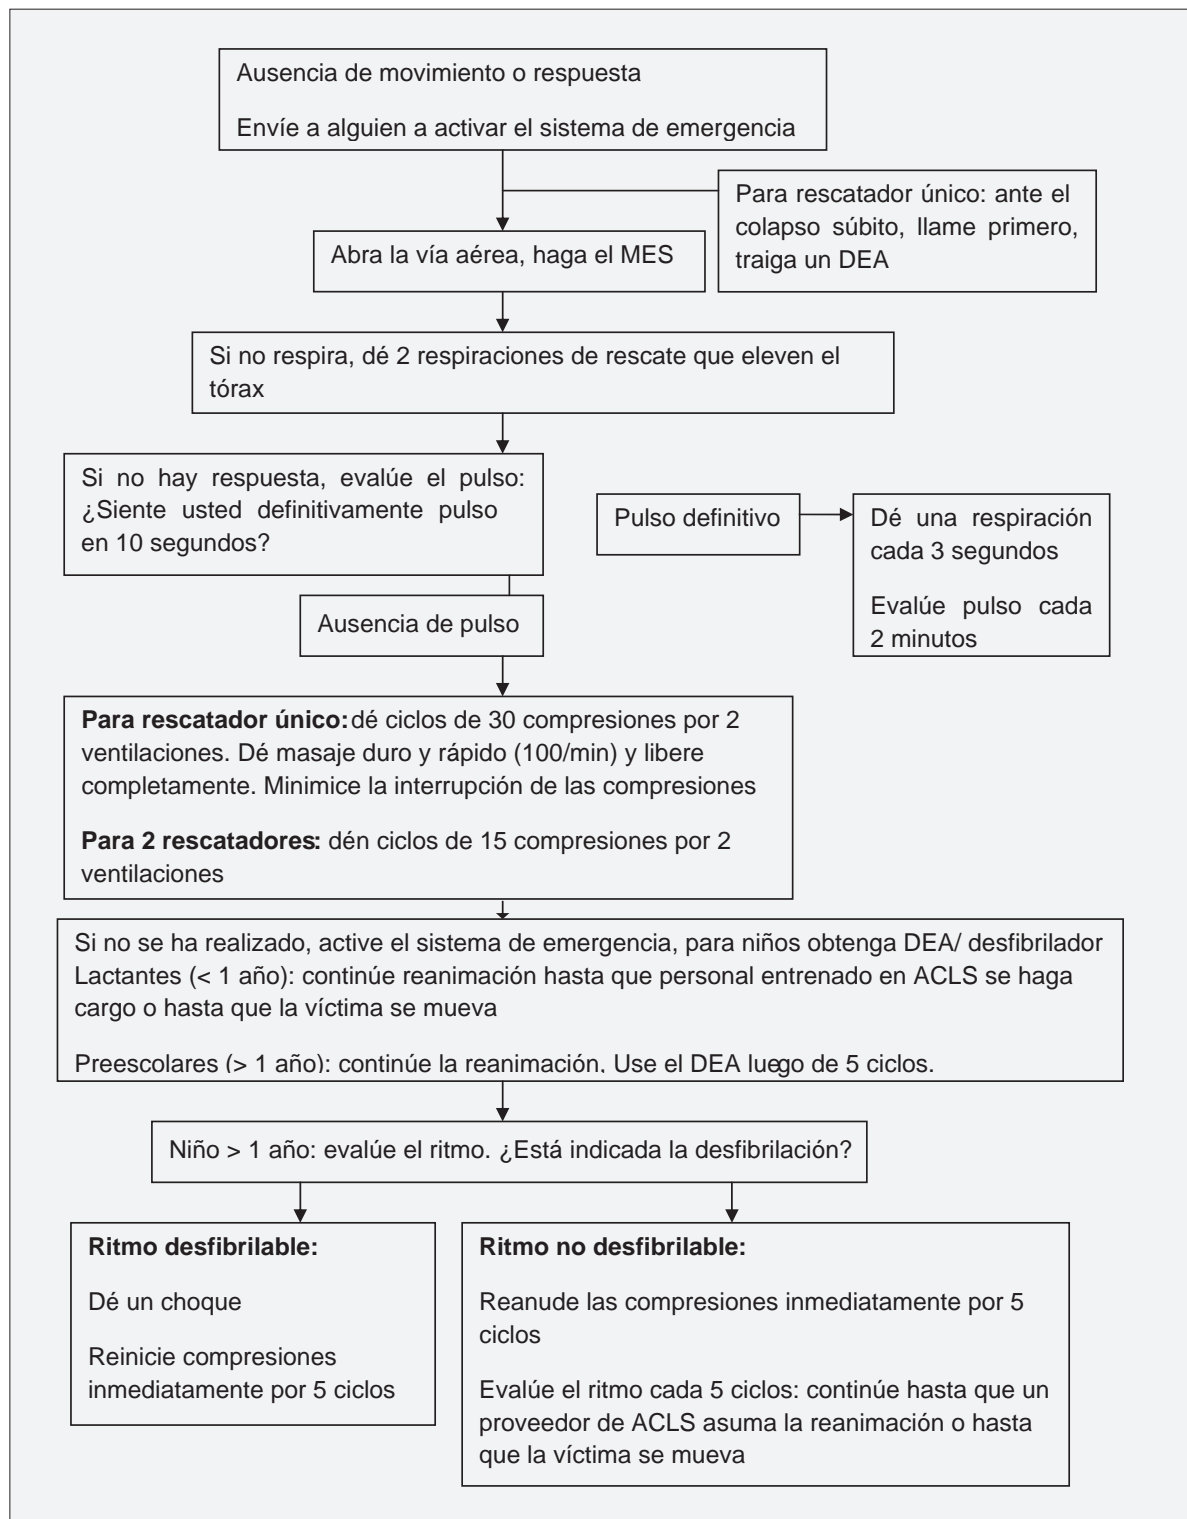 Ausencia de movimiento o respuesta
Envíe a alguien a activar el sistema de emergencia
Para rescatador único: ante el
colapso súbito, llame primero,
traiga un DEA
Abra la vía aérea, haga el MES
Si no respira, dé 2 respiraciones de rescate que eleven el
tórax
Si no hay respuesta, evalúe el pulso:
¿Siente usted definitivamente pulso
en 10 segundos?
Pulso definitivo
Dé una respiración
cada 3 segundos
Evalúe pulso cada
2 minutos
Ausencia de pulso
Para rescatador único: dé ciclos de 30 compresiones por 2
ventilaciones. Dé masaje duro y rápido (100/min) y libere
completamente. Minimice la interrupción de las compresiones
Para 2 rescatadores: dén ciclos de 15 compresiones por 2
ventilaciones
Si no se ha realizado, active el sistema de emergencia, para niños obtenga DEA/ desfibrilador
Lactantes (< 1 año): continúe reanimación hasta que personal entrenado en ACLS se haga
cargo o hasta que la víctima se mueva
Preescolares (> 1 año): continúe la reanimación. Use el DEA luego de 5 ciclos.
Niño > 1 año: evalúe el ritmo. ¿Está indicada la desfibrilación?
Ritmo desfibrilable:
Dé un choque
Reinicie compresiones
inmediatamente por 5 ciclos
Ritmo no desfibrilable:
Reanude las compresiones inmediatamente por 5
ciclos
Evalúe el ritmo cada 5 ciclos: continúe hasta que un
proveedor de ACLS asuma la reanimación o hasta
que la víctima se mueva